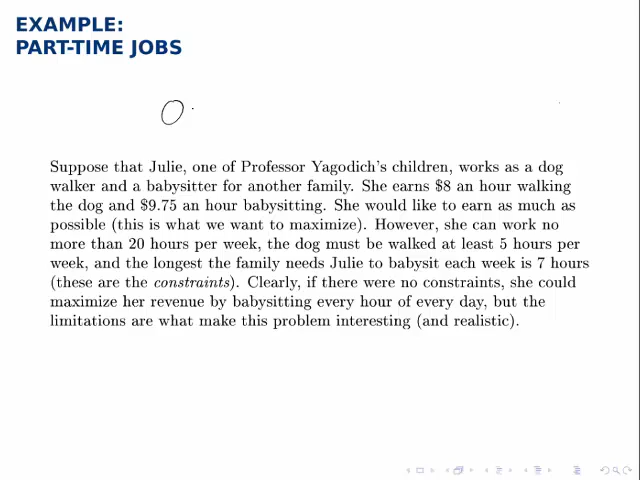 EXAMPLE:
PART-TIME JOBS
Suppose that Julie, one of Professor Yagodich's children, works as a dog
walker and a babysitter for another family. She earns $8 an hour walking
the dog and $9.75 an hour babysitting. She would like to earn as much as
possible (this is what we want to maximize). However, she can work no
more than 20 hours per week, the dog must be walked at least 5 hours per
week, and the longest the family needs Julie to babysit each week is 7 hours
(these are the constraints). Clearly, if there were no constraints, she could
maximize her revenue by babysitting every hour of every day, but the
limitations are what make this problem interesting (and realistic).